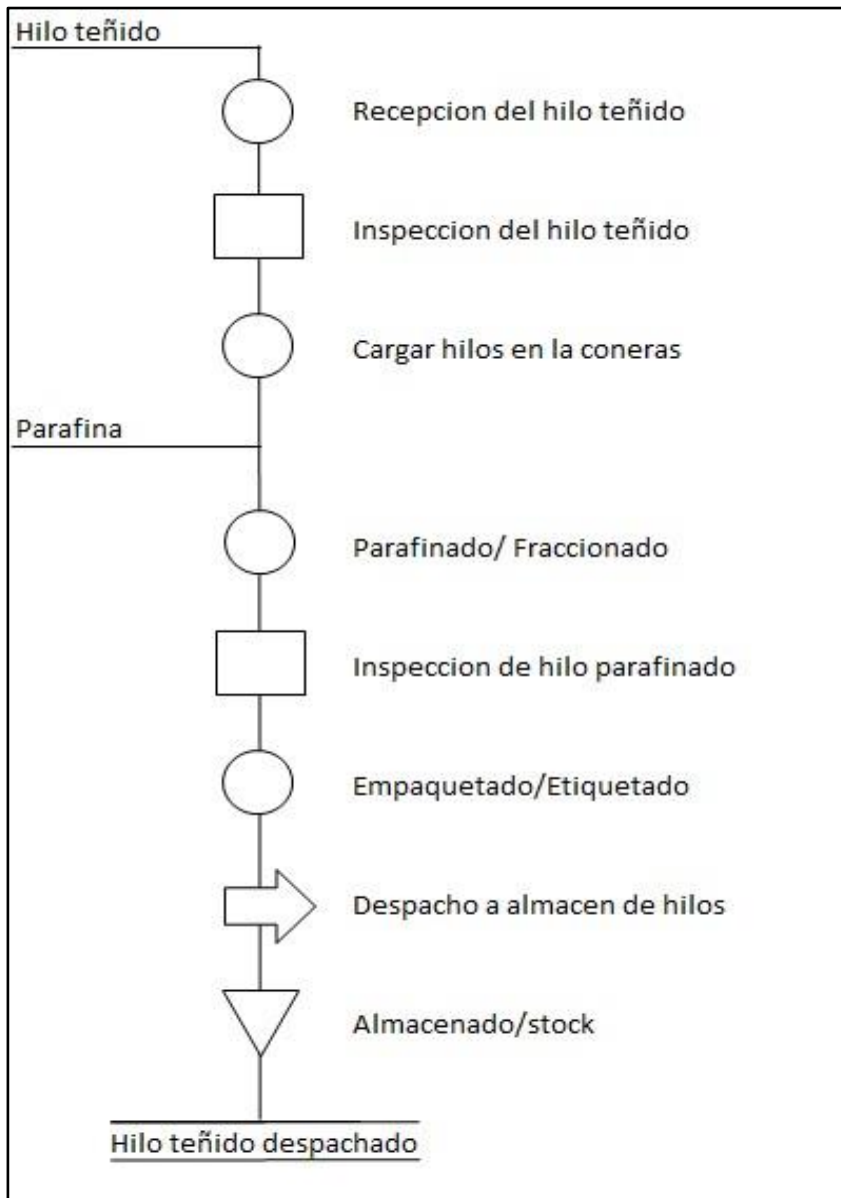 Hilo teñido
Recepcion del hilo teñido
Inspeccion del hilo teñido
Cargar hilos en la coneras
Parafina
Parafinado/ Fraccionado
Inspeccion de hilo parafinado
Empaquetado/Etiquetado
Despacho a almacen de hilos
Almacenado/stock
Hilo teñido despachado